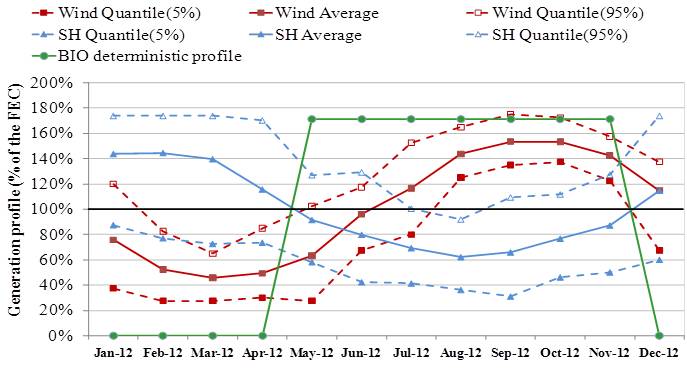 Wind Quantile(5%) Wind Average Wind Quantile(95%)
SH Quantile(5%) SH Average SH Quantile(95%)
BIO deterministic profile
Generation profile (% of the FEC)
200%
180%
160%
140%
120%
100%
80%
60%
40%
20%
0%
Jan-12 Feb-12 Mar-12 Apr-12 May-12 Jun-12 Jul-12 Aug-12 Sep-12 Oct-12 Nov-12 Dec-12